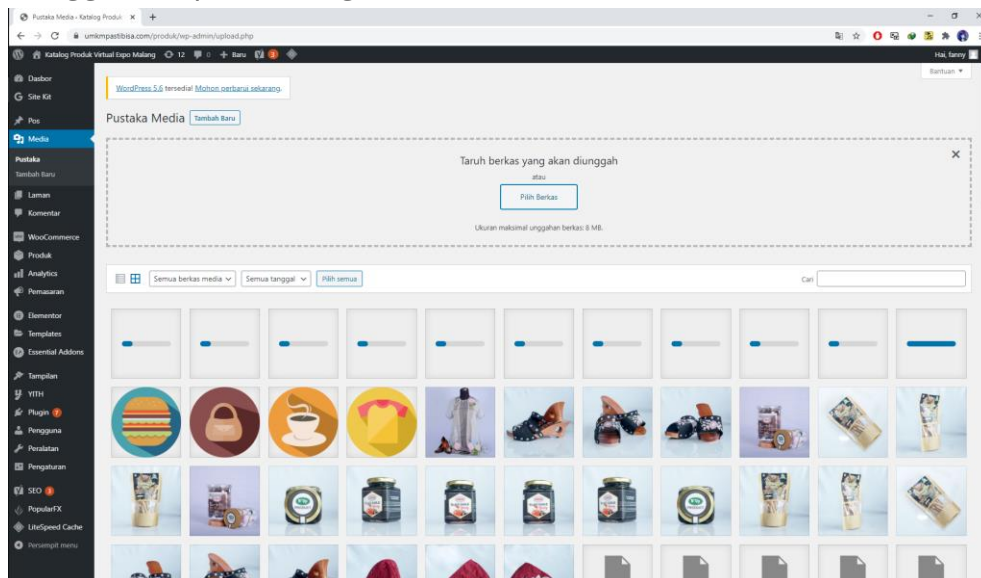 Pustaka Media ‹ Katalog Produk
umkmpastibisa.com/produk/wp-admin/upload.php
Katalog Produk Virtual Expo Malang 12 0 Baru 3
Hai, fanny
Bantuan
Dasbor
Site Kit
Pos
Media
Pustaka
Tambah Baru
Laman
Komentar
WooCommerce
Produk
Analytics
Pemasaran
Elementor
Templates
Essential Addons
Tampilan
YITH
Plugin 7
Pengguna
Peralatan
Pengaturan
SEO 3
PopularFX
LiteSpeed Cache
Persempit menu
WordPress 5.6 tersedia! Mohon perbarui sekarang.
Pustaka Media Tambah Baru
Taruh berkas yang akan diunggah
atau
Pilih Berkas
Ukuran maksimal unggahan berkas: 8 MB.
Semua berkas media Semua tanggal Pilih semua
Cari